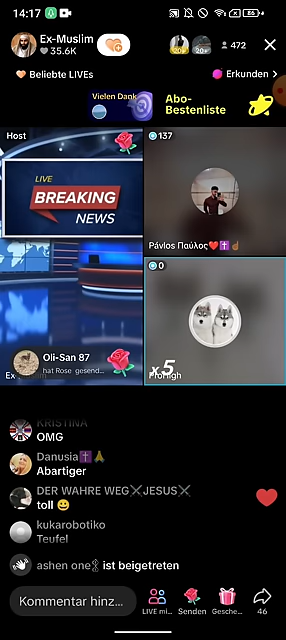 14:17
Ex-Muslim
35.6K
20+
472
Beliebte LIVEs
Erkunden
Vielen Dank
Abo-
Bestenliste
Host
137
LIVE
BREAKING
NEWS
Pávlos Παύλος❤️✝️☝🏽
0
Oli-San 87
hat Rose gesend...
Ex
x5
KRISTINA
OMG
Danusia✝️🙏
Abartiger
DER WAHRE WEG⚔JESUS⚔
toll 😀
kukarobotiko
Teufel
ashen one ist beigetreten
Kommentar hinz...
LIVE mi...
Senden
Gesche...
46